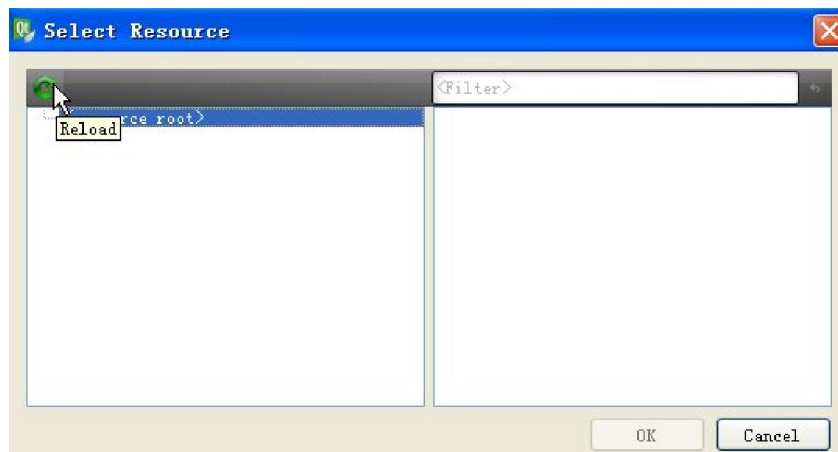 Select Resource
<Filter>
rce root>
Reload
OK
Cancel